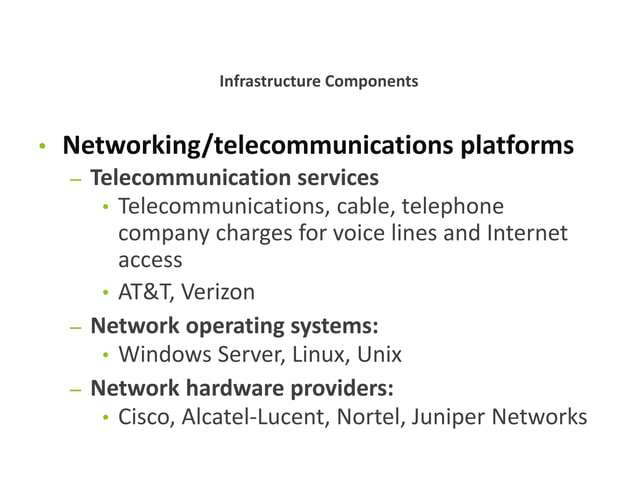 Infrastructure Components
• Networking/telecommunications platforms
– Telecommunication services
• Telecommunications, cable, telephone
company charges for voice lines and Internet
access
• AT&T, Verizon
– Network operating systems:
• Windows Server, Linux, Unix
– Network hardware providers:
• Cisco, Alcatel-Lucent, Nortel, Juniper Networks